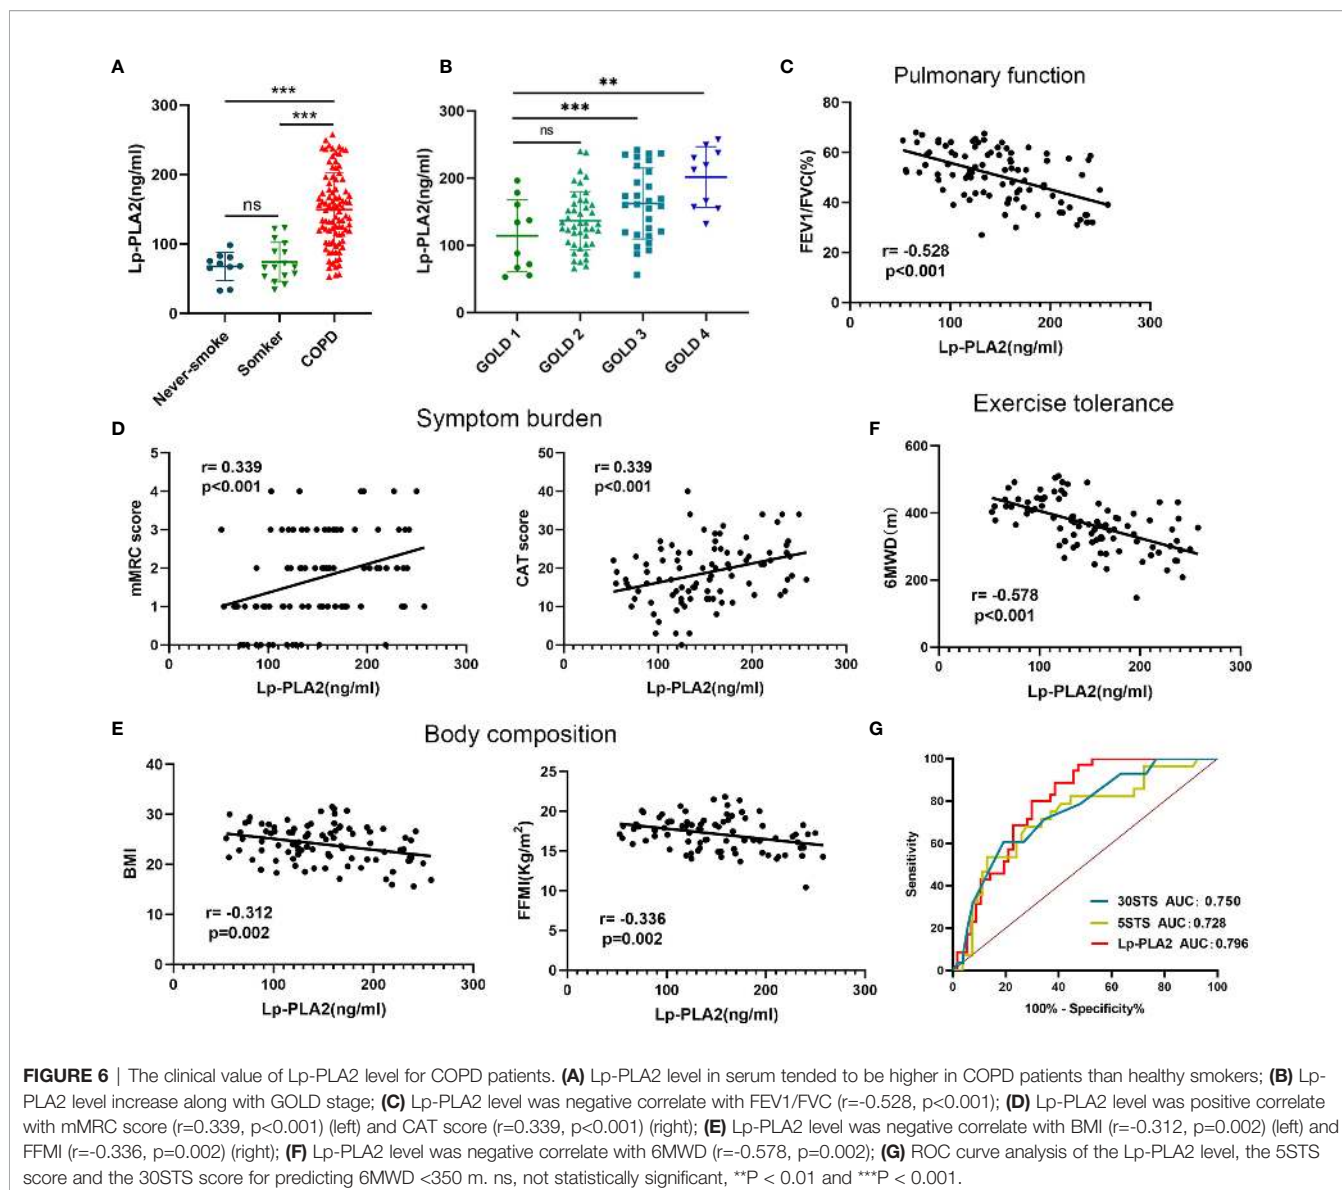 A
***
***
ns
Lp-PLA2(ng/ml)
300
200
100
0
Never-smoke
Somker
COPD
B
**
***
ns
Lp-PLA2(ng/ml)
300
200
100
0
GOLD 1
GOLD 2
GOLD 3
GOLD 4
C
Pulmonary function
FEV1/FVC(%)
80
60
40
20
0
r= -0.528
p<0.001
0 100 200 300
Lp-PLA2(ng/ml)
Symptom burden
D
mMRC score
5
4
3
2
1
0
r= 0.339
p<0.001
0 100 200 300
Lp-PLA2(ng/ml)
CAT score
50
40
30
20
10
0
r= 0.339
p<0.001
0 100 200 300
Lp-PLA2(ng/ml)
Exercise tolerance
F
6MWD(m)
600
400
200
0
r= -0.578
p<0.001
0 100 200 300
Lp-PLA2(ng/ml)
E
Body composition
BMI
40
30
20
10
0
r= -0.312
p=0.002
0 100 200 300
Lp-PLA2(ng/ml)
FFMI(Kg/m²)
25
20
15
10
5
0
r= -0.336
p=0.002
0 100 200 300
Lp-PLA2(ng/ml)
G
Sensitivity
100
80
60
40
20
0
30STS AUC: 0.750
5STS AUC: 0.728
Lp-PLA2 AUC: 0.796
0 20 40 60 80 100
100% - Specificity%
FIGURE 6 | The clinical value of Lp-PLA2 level for COPD patients. (A) Lp-PLA2 level in serum tended to be higher in COPD patients than healthy smokers; (B) Lp-
PLA2 level increase along with GOLD stage; (C) Lp-PLA2 level was negative correlate with FEV1/FVC (r=-0.528, p<0.001); (D) Lp-PLA2 level was positive correlate
with mMRC score (r=0.339, p<0.001) (left) and CAT score (r=0.339, p<0.001) (right); (E) Lp-PLA2 level was negative correlate with BMI (r=-0.312, p=0.002) (left) and
FFMI (r=-0.336, p=0.002) (right); (F) Lp-PLA2 level was negative correlate with 6MWD (r=-0.578, p=0.002); (G) ROC curve analysis of the Lp-PLA2 level, the 5STS
score and the 30STS score for predicting 6MWD <350 m. ns, not statistically significant, **P < 0.01 and ***P < 0.001.